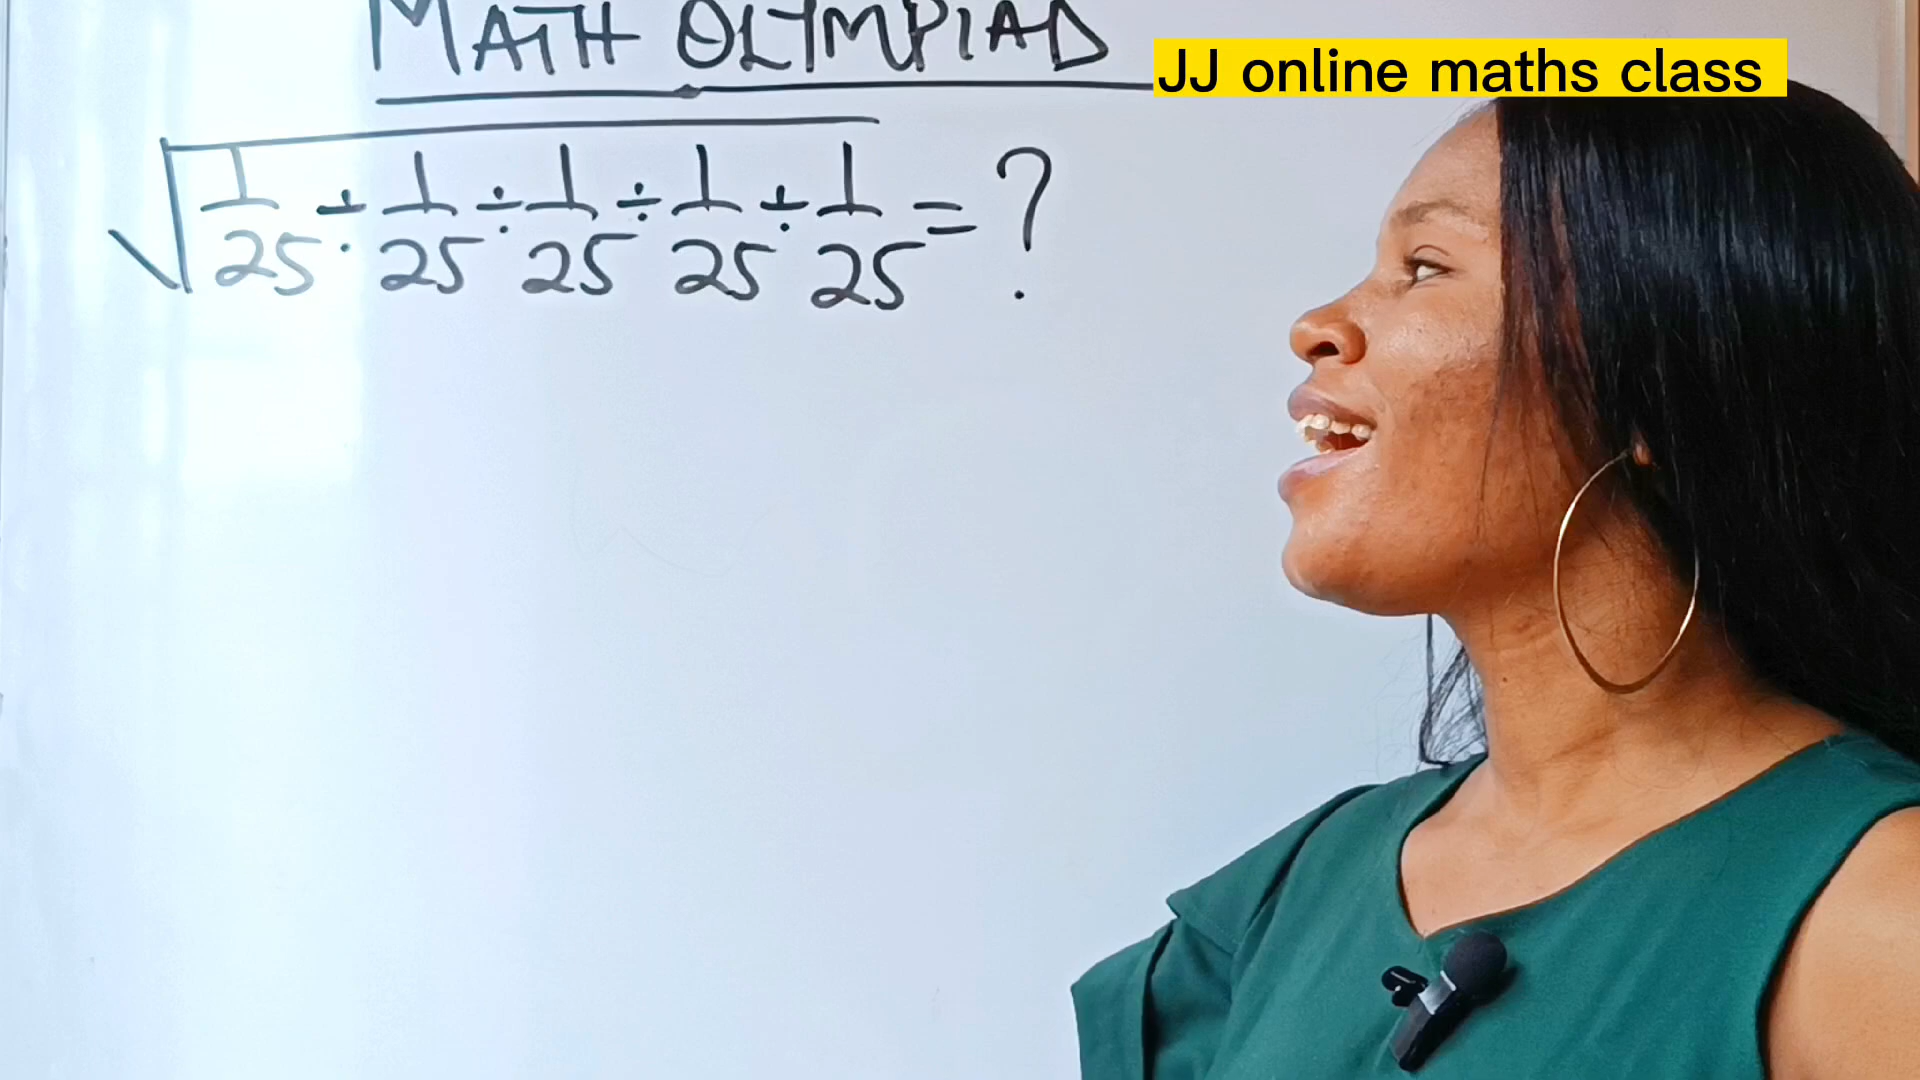 MATH OLYMPIAD
JJ online maths class
√(1/25 ÷ 1/25 ÷ 1/25 ÷ 1/25 ÷ 1/25) = ?